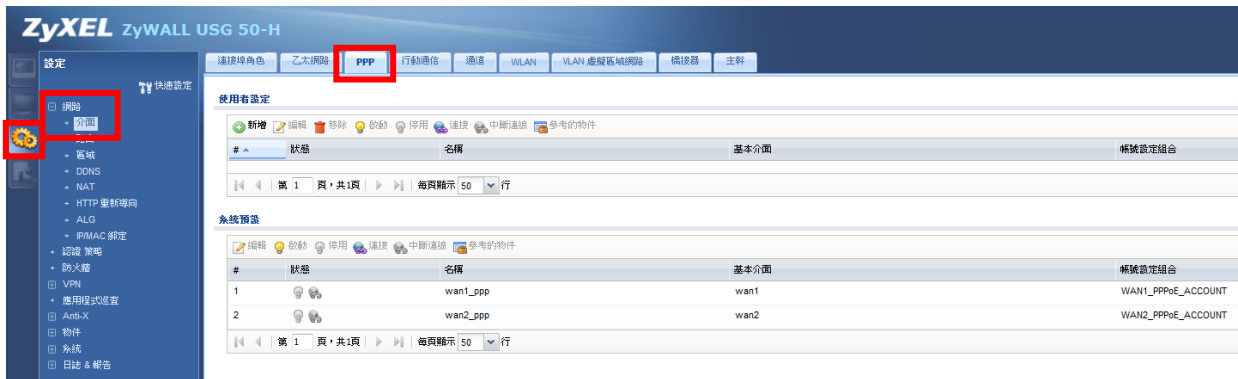 ZyXEL ZyWALL USG 50-H
設定
快速設定
網路
介面
區域
DDNS
NAT
HTTP 重新導向
ALG
IP/MAC 綁定
認證 策略
防火牆
VPN
應用程式巡查
Anti-X
物件
系統
日誌 & 報告
連接埠角色 乙太網路 PPP 行動通信 通道 WLAN VLAN 虛擬區域網路 橋接器 主幹
使用者設定
新增 編輯 移除 啟動 停用 連接 中斷連線 參考的物件
# 狀態 名稱 基本介面 帳號設定組合
第 1 頁，共1頁 每頁顯示 50 行
系統預設
編輯 啟動 停用 連接 中斷連線 參考的物件
# 狀態 名稱 基本介面 帳號設定組合
1 wan1_ppp wan1 WAN1_PPPoE_ACCOUNT
2 wan2_ppp wan2 WAN2_PPPoE_ACCOUNT
第 1 頁，共1頁 每頁顯示 50 行